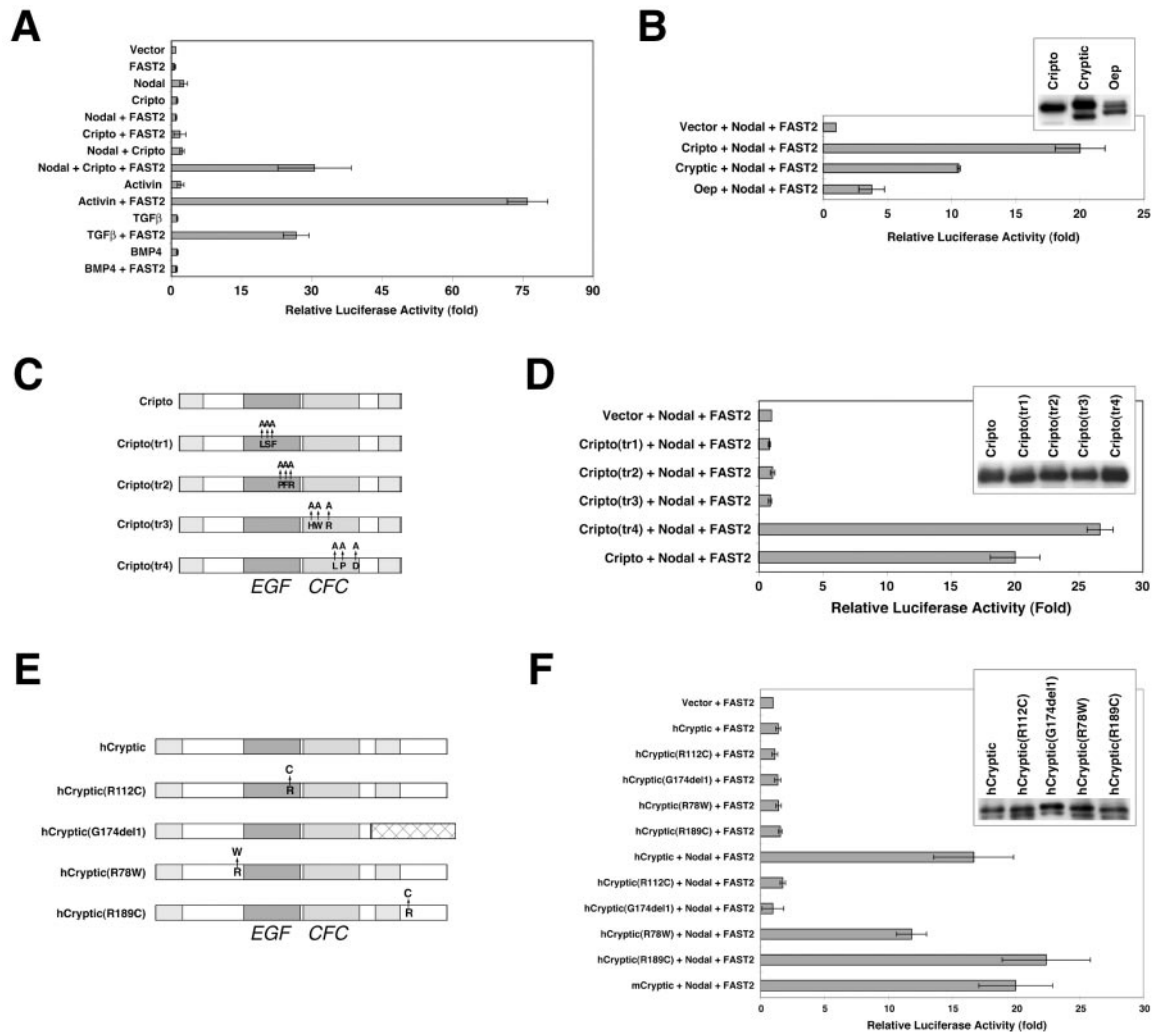 A
Vector
FAST2
Nodal
Cripto
Nodal + FAST2
Cripto + FAST2
Nodal + Cripto
Nodal + Cripto + FAST2
Activin
Activin + FAST2
TGFβ
TGFβ + FAST2
BMP4
BMP4 + FAST2
0 15 30 45 60 75 90
Relative Luciferase Activity (fold)
B
Cripto
Cryptic
Oep
Vector + Nodal + FAST2
Cripto + Nodal + FAST2
Cryptic + Nodal + FAST2
Oep + Nodal + FAST2
0 5 10 15 20 25
Relative Luciferase Activity (fold)
C
Cripto
AAA
Cripto(tr1) LSF
AAA
Cripto(tr2) PFR
AA A
Cripto(tr3) HW R
AA A
Cripto(tr4) L P D
EGF CFC
D
Cripto
Cripto(tr1)
Cripto(tr2)
Cripto(tr3)
Cripto(tr4)
Vector + Nodal + FAST2
Cripto(tr1) + Nodal + FAST2
Cripto(tr2) + Nodal + FAST2
Cripto(tr3) + Nodal + FAST2
Cripto(tr4) + Nodal + FAST2
Cripto + Nodal + FAST2
0 5 10 15 20 25 30
Relative Luciferase Activity (Fold)
E
hCryptic
C
hCryptic(R112C) R
hCryptic(G174del1)
W
hCryptic(R78W) R
C
hCryptic(R189C) R
EGF CFC
F
hCryptic
hCryptic(R112C)
hCryptic(G174del1)
hCryptic(R78W)
hCryptic(R189C)
Vector + FAST2
hCryptic + FAST2
hCryptic(R112C) + FAST2
hCryptic(G174del1) + FAST2
hCryptic(R78W) + FAST2
hCryptic(R189C) + FAST2
hCryptic + Nodal + FAST2
hCryptic(R112C) + Nodal + FAST2
hCryptic(G174del1) + Nodal + FAST2
hCryptic(R78W) + Nodal + FAST2
hCryptic(R189C) + Nodal + FAST2
mCryptic + Nodal + FAST2
0 5 10 15 20 25 30
Relative Luciferase Activity (fold)